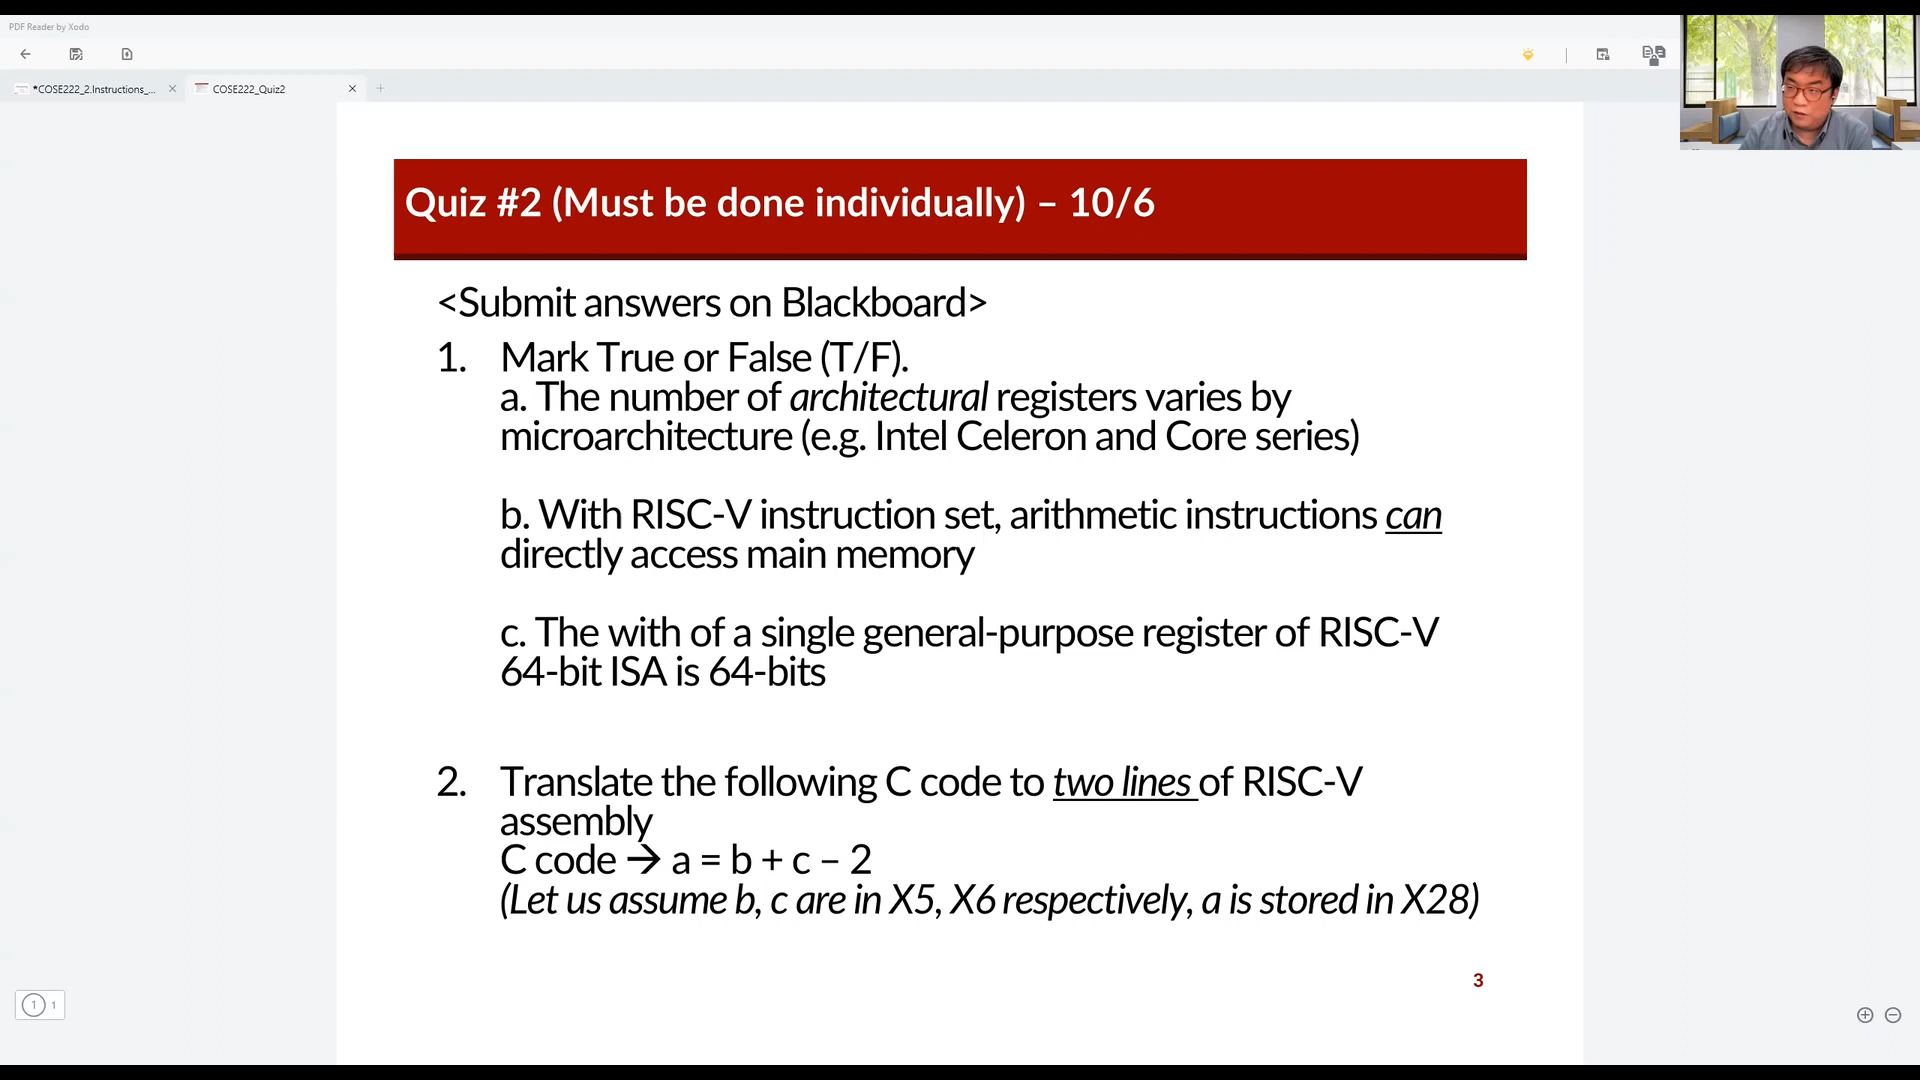 PDF Reader by Xodo
*COSE222_2.Instructions_...
COSE222_Quiz2
Quiz #2 (Must be done individually) – 10/6
<Submit answers on Blackboard>
1. Mark True or False (T/F).
a. The number of architectural registers varies by
microarchitecture (e.g. Intel Celeron and Core series)
b. With RISC-V instruction set, arithmetic instructions can
directly access main memory
c. The with of a single general-purpose register of RISC-V
64-bit ISA is 64-bits
2. Translate the following C code to two lines of RISC-V
assembly
C code → a = b + c – 2
(Let us assume b, c are in X5, X6 respectively, a is stored in X28)
3
1 1